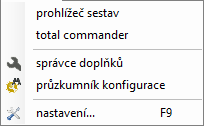 prohlížeč sestav
total commander
správce doplňků
průzkumník konfigurace
nastavení... F9